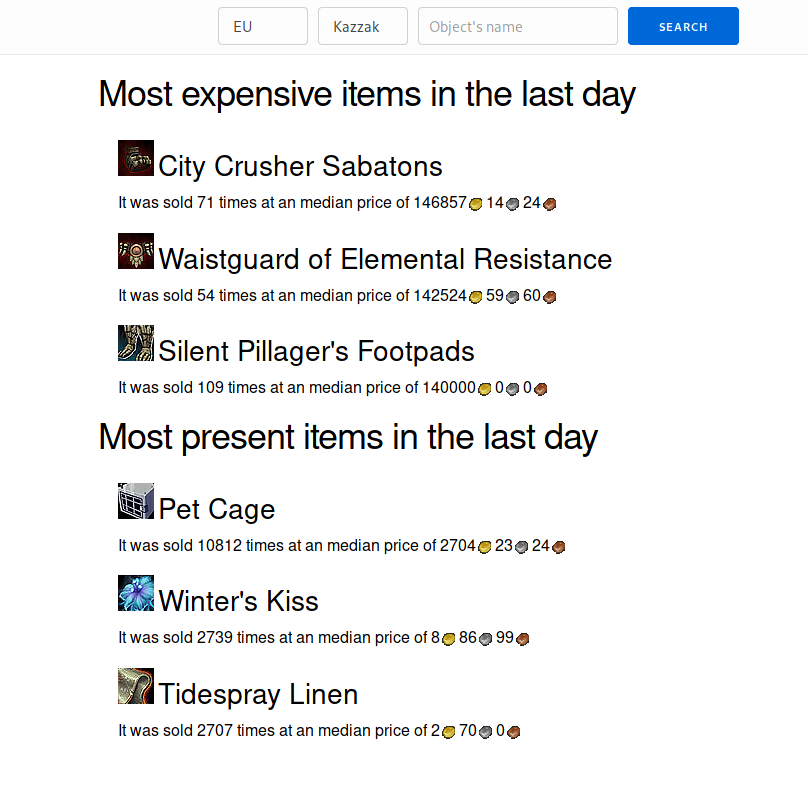 EU Kazzak Object's name SEARCH
Most expensive items in the last day
City Crusher Sabatons
It was sold 71 times at an median price of 146857 14 24
Waistguard of Elemental Resistance
It was sold 54 times at an median price of 142524 59 60
Silent Pillager's Footpads
It was sold 109 times at an median price of 140000 0 0
Most present items in the last day
Pet Cage
It was sold 10812 times at an median price of 2704 23 24
Winter's Kiss
It was sold 2739 times at an median price of 8 86 99
Tidespray Linen
It was sold 2707 times at an median price of 2 70 0